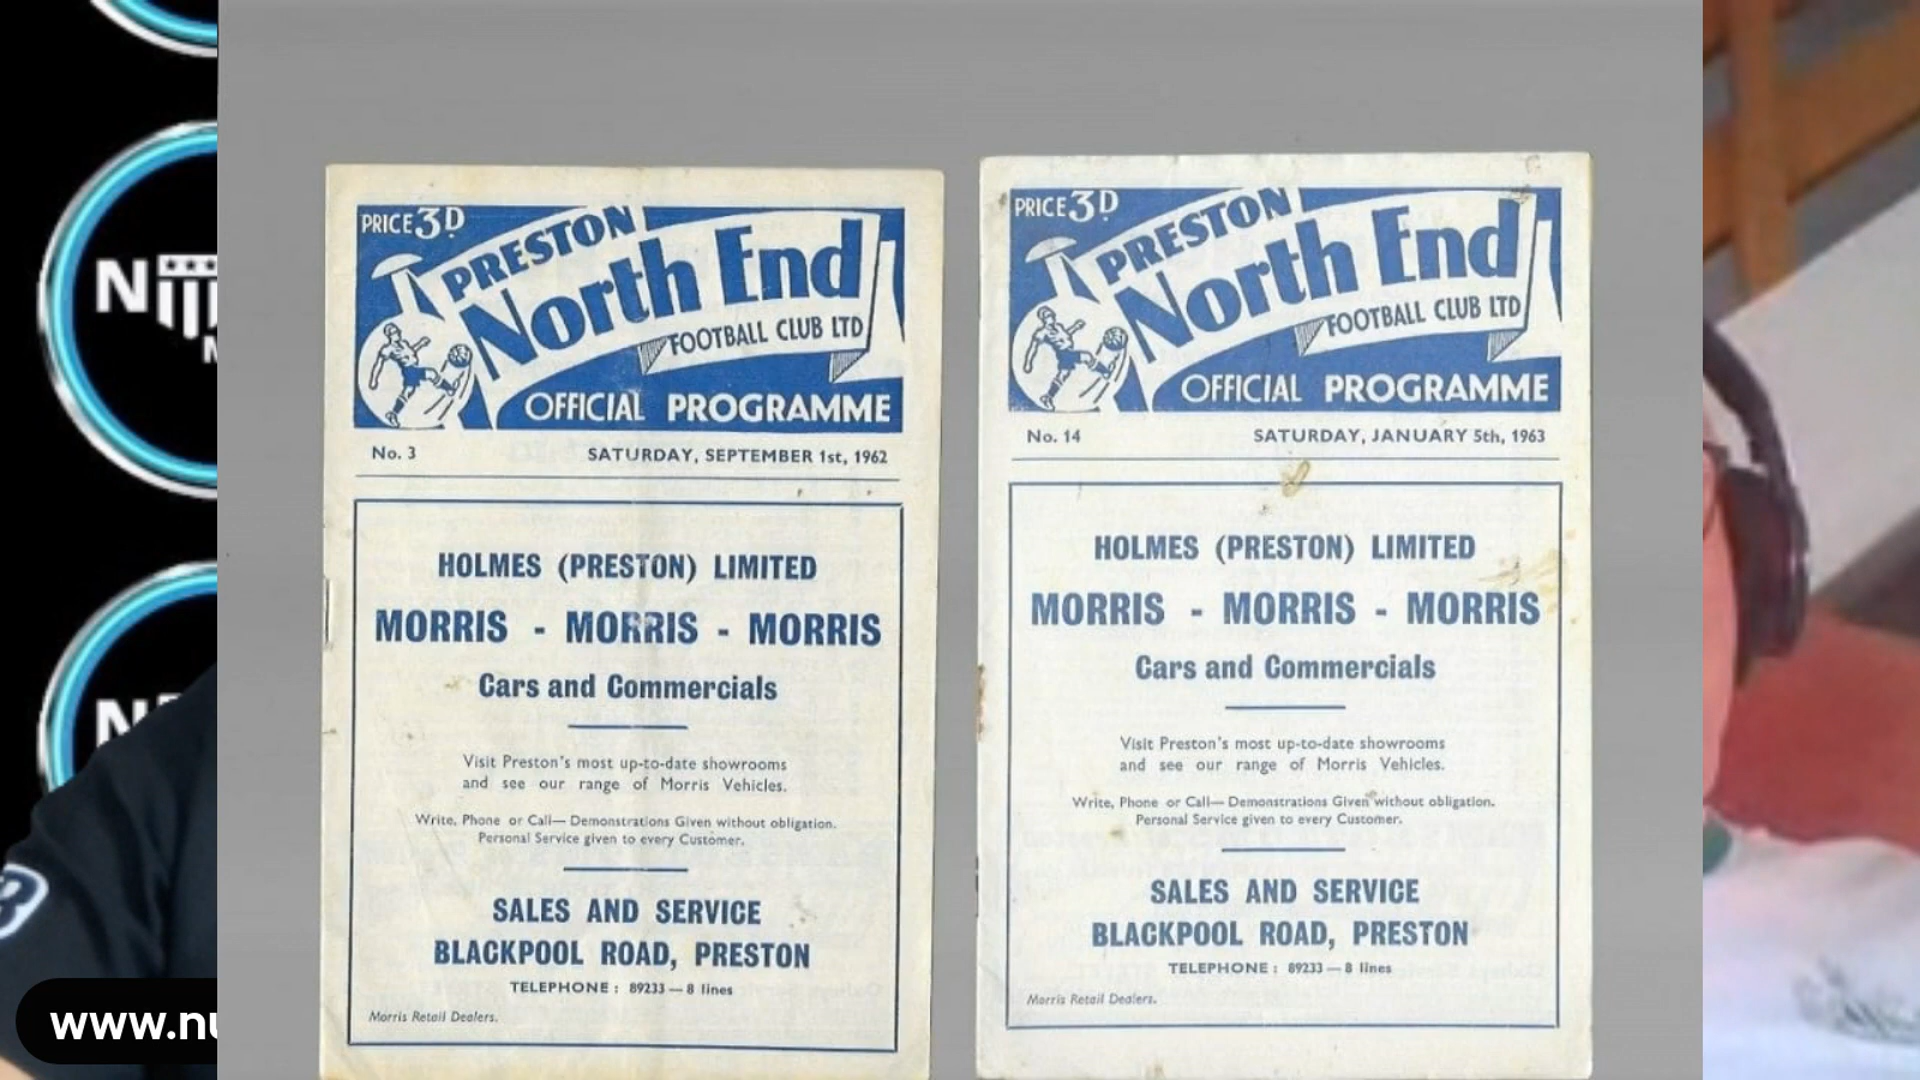 PRICE 3D
PRESTON
North End
FOOTBALL CLUB LTD
OFFICIAL PROGRAMME
No. 3 SATURDAY, SEPTEMBER 1st, 1962
HOLMES (PRESTON) LIMITED
MORRIS - MORRIS - MORRIS
Cars and Commercials
Visit Preston's most up-to-date showrooms
and see our range of Morris Vehicles.
Write, Phone or Call— Demonstrations Given without obligation.
Personal Service given to every Customer.
SALES AND SERVICE
BLACKPOOL ROAD, PRESTON
TELEPHONE : 89233 — 8 lines
Morris Retail Dealers.
PRICE 3D
PRESTON
North End
FOOTBALL CLUB LTD
OFFICIAL PROGRAMME
No. 14 SATURDAY, JANUARY 5th, 1963
HOLMES (PRESTON) LIMITED
MORRIS - MORRIS - MORRIS
Cars and Commercials
Visit Preston's most up-to-date showrooms
and see our range of Morris Vehicles.
Write, Phone or Call— Demonstrations Given without obligation.
Personal Service given to every Customer.
SALES AND SERVICE
BLACKPOOL ROAD, PRESTON
TELEPHONE : 89233 — 8 lines
Morris Retail Dealers.
www.nu